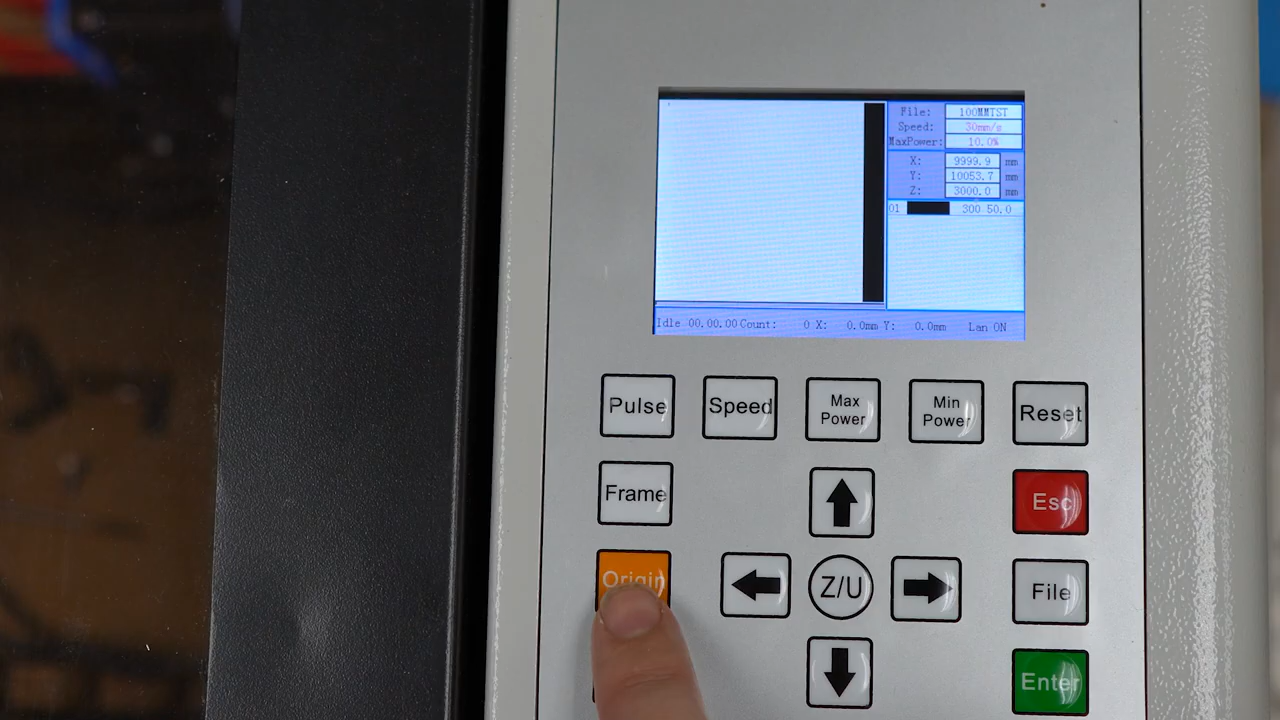 File: 100MMTST
Speed: 30mm/s
MaxPower: 10.0%
X: 9999.9 mm
Y: 10053.7 mm
Z: 3000.0 mm
01 300 50.0
Idle 00.00.00 Count: 0 X: 0.0mm Y: 0.0mm Lan ON
Pulse
Speed
Max
Power
Min
Power
Reset
Frame
Esc
Origin
Z/U
File
Enter